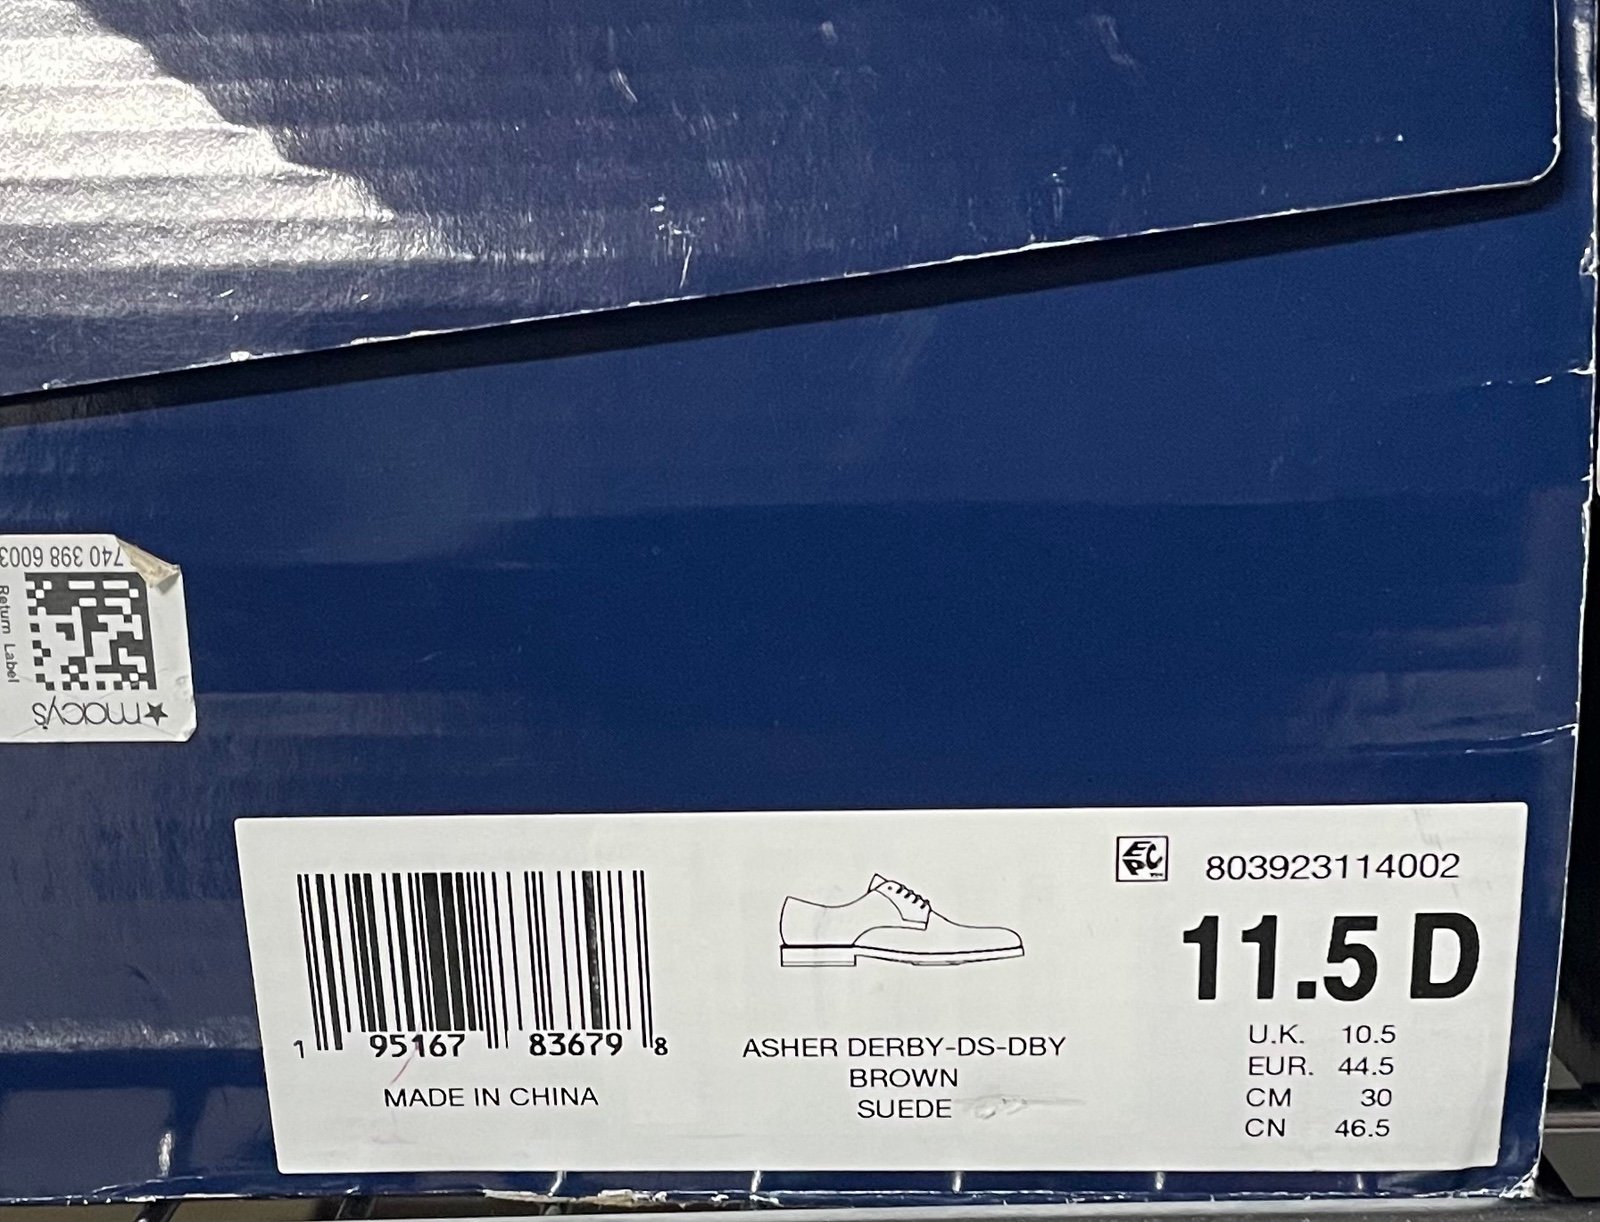 740 398 6003
Return Label
macy's
803923114002
11.5 D
U.K. 10.5
EUR. 44.5
CM 30
CN 46.5
1 95167 83679 8
MADE IN CHINA
ASHER DERBY-DS-DBY
BROWN
SUEDE